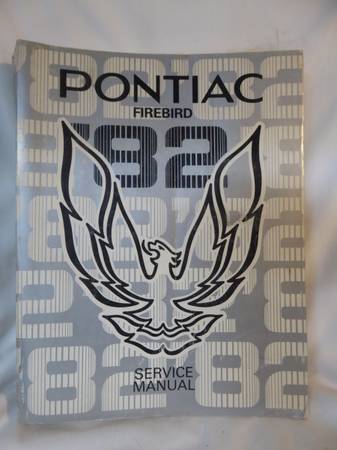 PONTIAC
FIREBIRD
'82
SERVICE
MANUAL